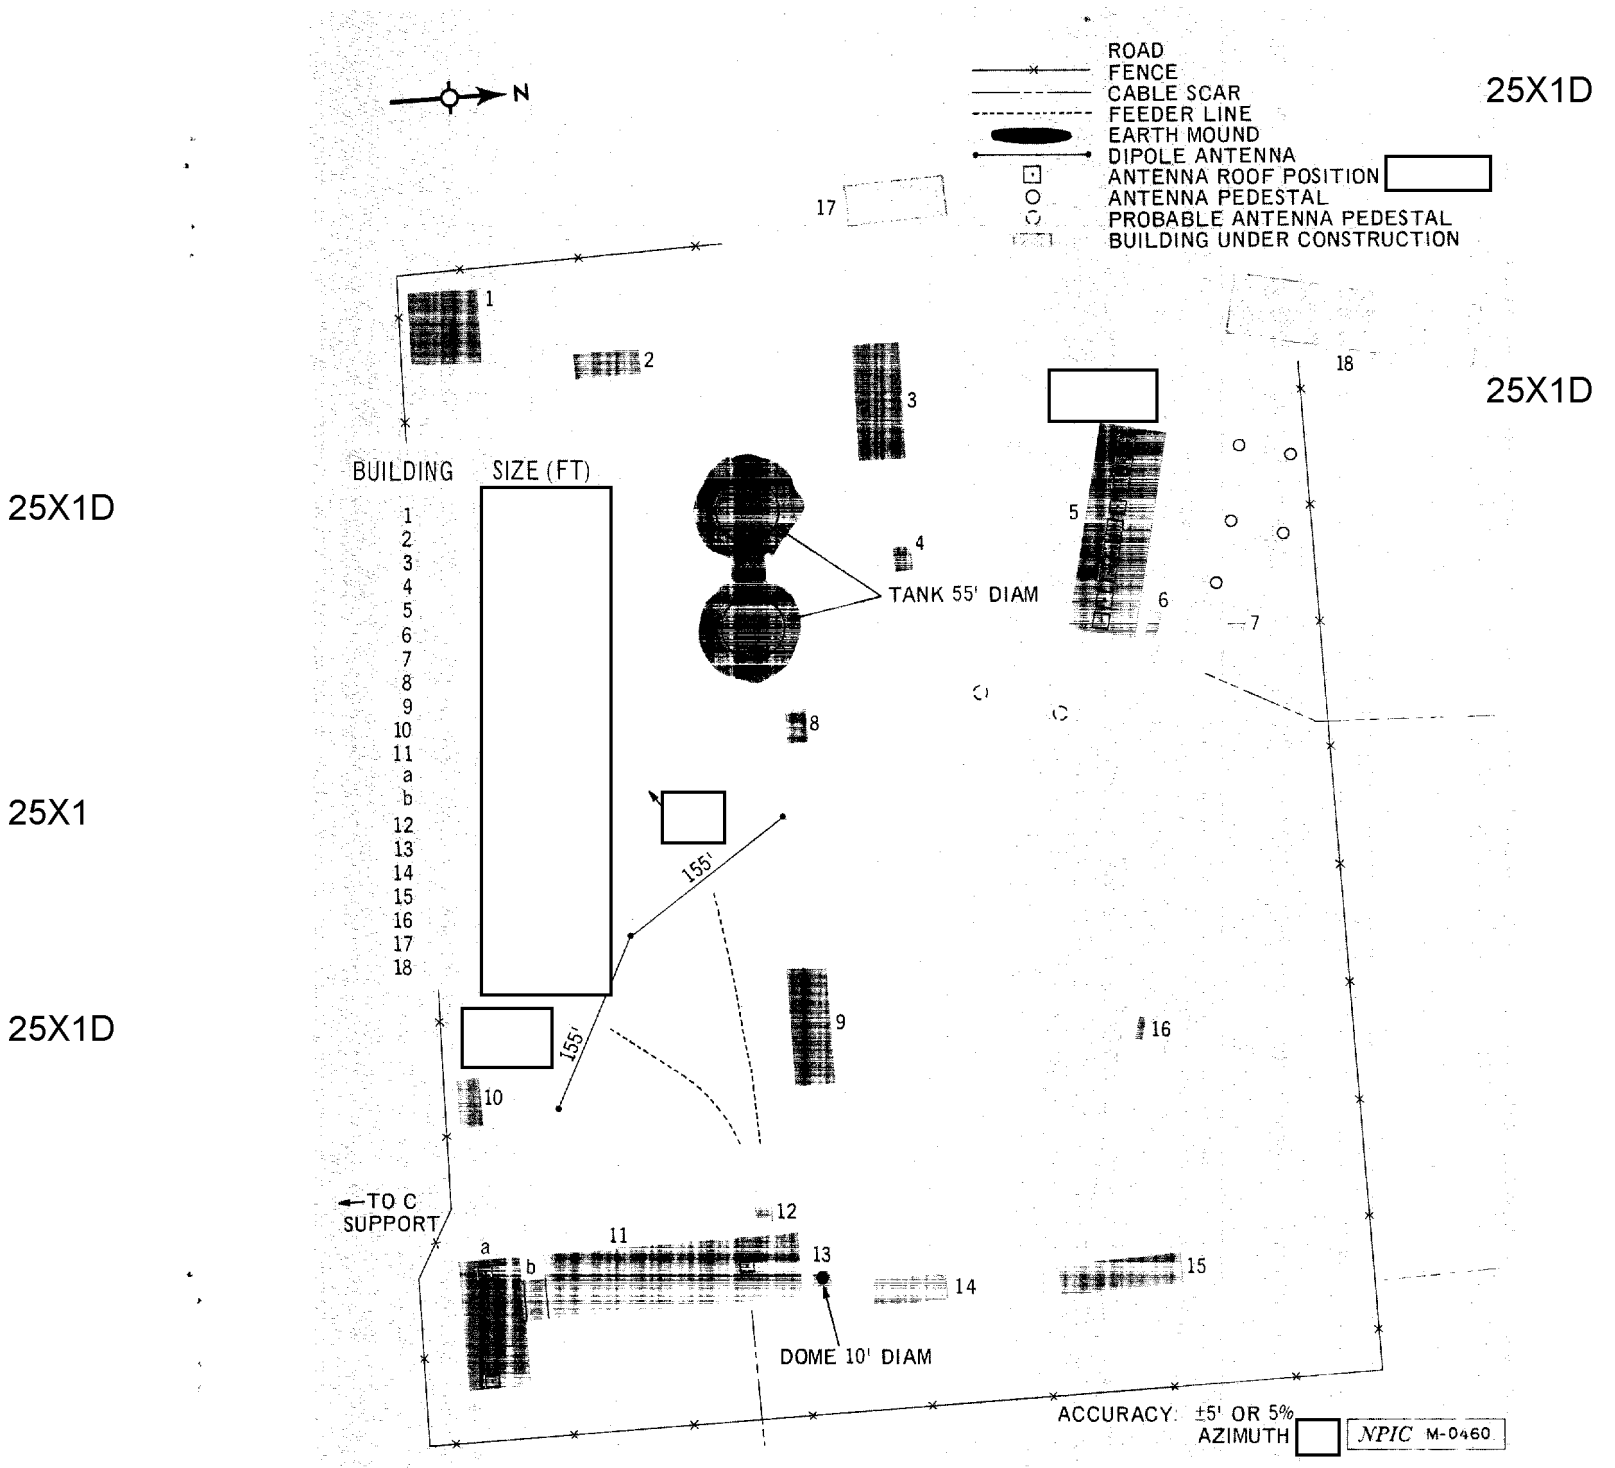 N
ROAD
FENCE
CABLE SCAR
FEEDER LINE
EARTH MOUND
DIPOLE ANTENNA
ANTENNA ROOF POSITION
ANTENNA PEDESTAL
PROBABLE ANTENNA PEDESTAL
BUILDING UNDER CONSTRUCTION
25X1D
17
1
2
3
18
25X1D
BUILDING SIZE (FT)
1
2
3
4
5
6
7
8
9
10
11
a
b
12
13
14
15
16
17
18
25X1D
25X1
25X1D
5
4
TANK 55' DIAM
6
7
8
155'
155'
9
16
10
←TO C
SUPPORT
12
11
a
b
13
14
15
DOME 10' DIAM
ACCURACY: ±5' OR 5%
AZIMUTH
NPIC M-0460